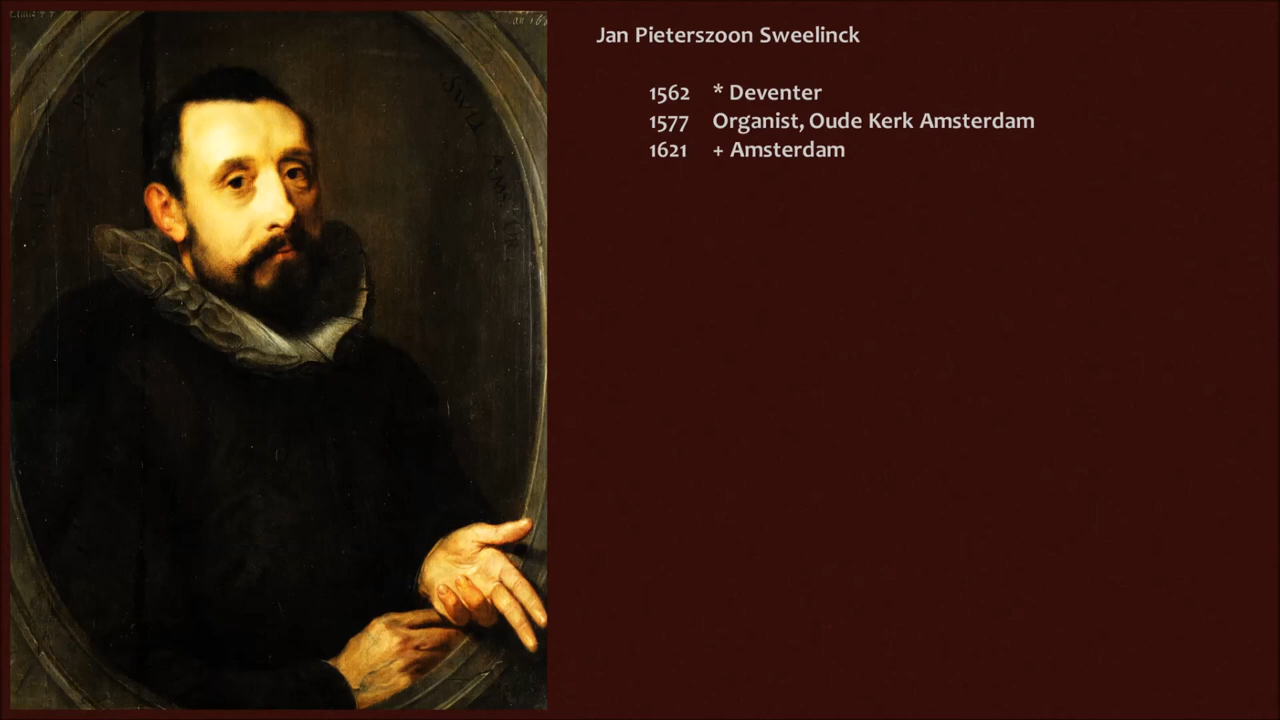 Jan Pieterszoon Sweelinck
1562 * Deventer
1577 Organist, Oude Kerk Amsterdam
1621 + Amsterdam